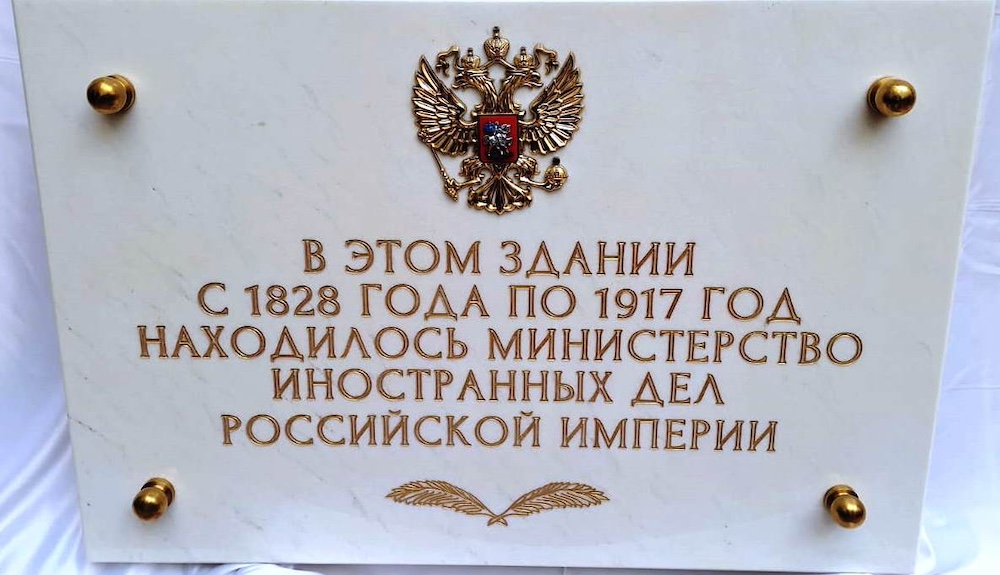 В ЭТОМ ЗДАНИИ
С 1828 ГОДА ПО 1917 ГОД
НАХОДИЛОСЬ МИНИСТЕРСТВО
ИНОСТРАННЫХ ДЕЛ
РОССИЙСКОЙ ИМПЕРИИ